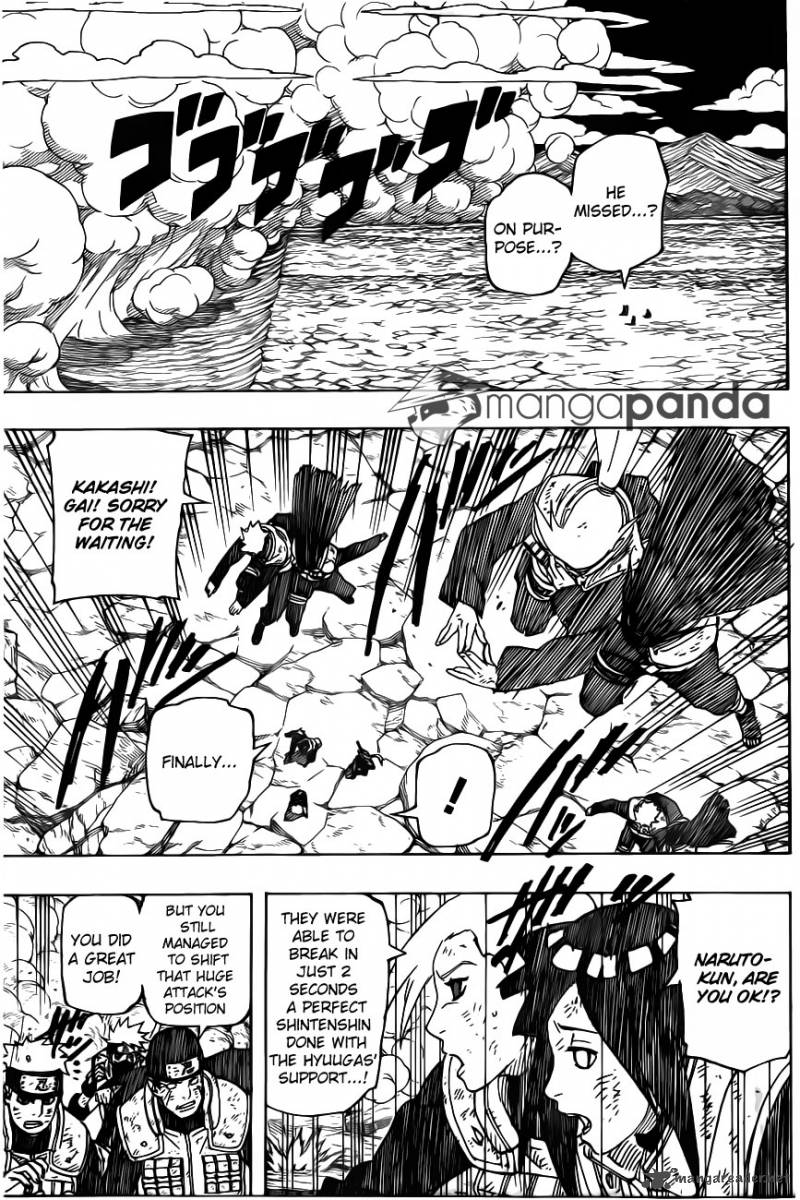 ゴゴゴゴゴ
HE
MISSED...?
ON PUR-
POSE...?
mangapanda
KAKASHI!
GAI! SORRY
FOR THE
WAITING!
FINALLY...
!
NARUTO-
KUN, ARE
YOU OK!?
THEY WERE
ABLE TO
BREAK IN
JUST 2
SECONDS
A PERFECT
SHINTENSHIN
DONE WITH
THE HYUUGAS'
SUPPORT...!
BUT YOU
STILL
MANAGED
TO SHIFT
THAT HUGE
ATTACK'S
POSITION
YOU DID
A GREAT
JOB!
mangareader.net